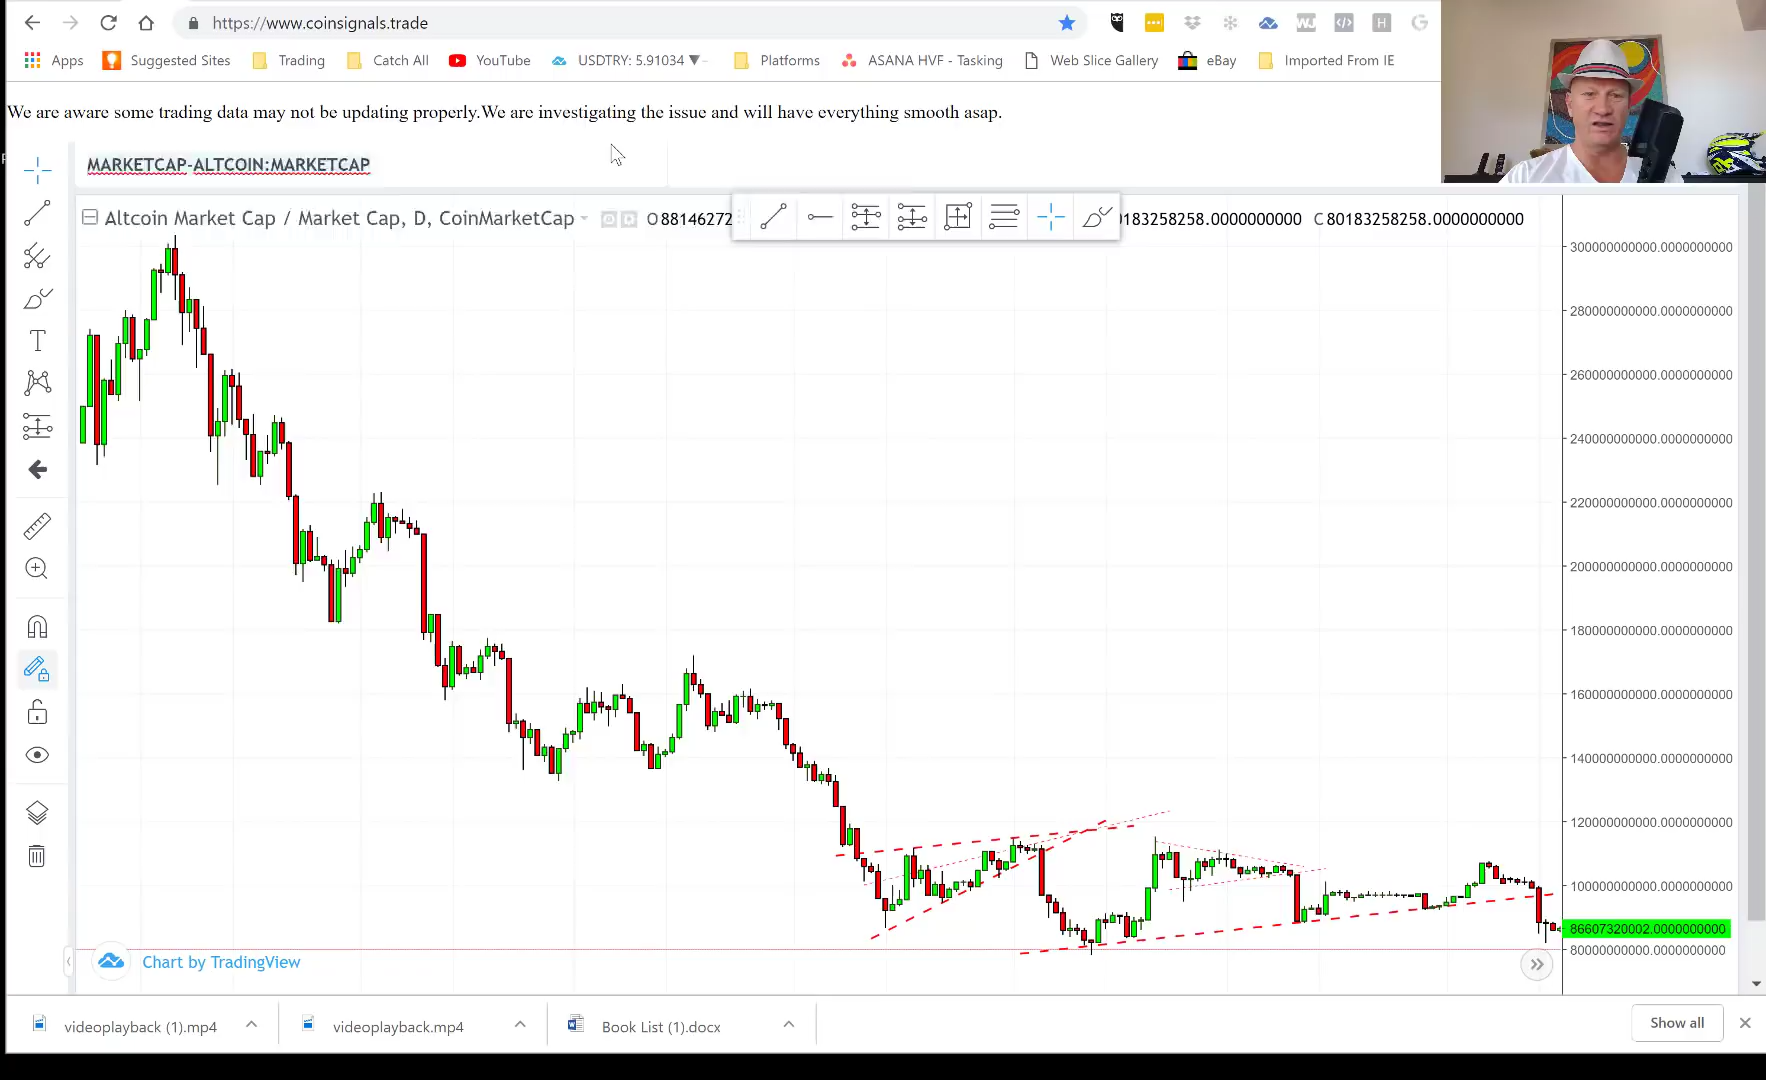 https://www.coinsignals.trade
WJ
H
G
Apps
Suggested Sites
Trading
Catch All
YouTube
USDTRY: 5.91034 ▼ –
Platforms
ASANA HVF - Tasking
Web Slice Gallery
eBay
Imported From IE
We are aware some trading data may not be updating properly.We are investigating the issue and will have everything smooth asap.
MARKETCAP-ALTCOIN:MARKETCAP
Altcoin Market Cap / Market Cap, D, CoinMarketCap
O88146272
183258258.0000000000 C80183258258.0000000000
300000000000.0000000000
280000000000.0000000000
260000000000.0000000000
240000000000.0000000000
220000000000.0000000000
200000000000.0000000000
180000000000.0000000000
160000000000.0000000000
140000000000.0000000000
120000000000.0000000000
100000000000.0000000000
86607320002.0000000000
80000000000.0000000000
Chart by TradingView
videoplayback (1).mp4
videoplayback.mp4
Book List (1).docx
Show all